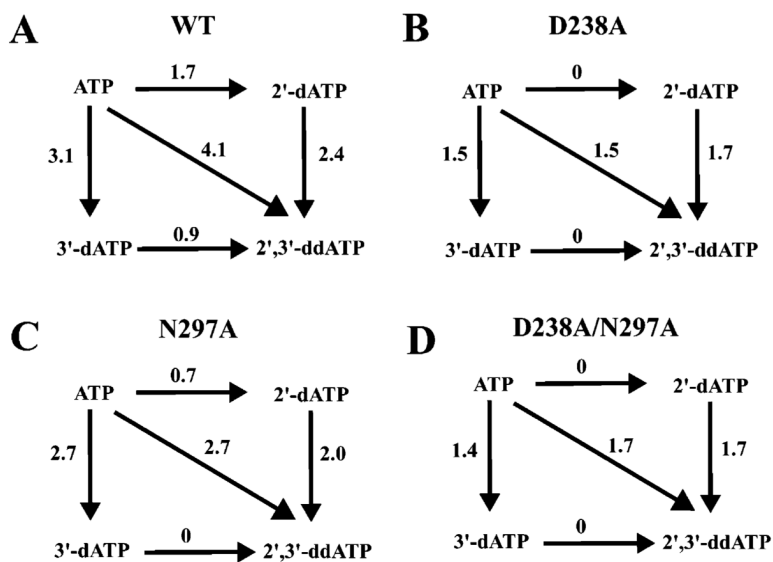 A WT
ATP 1.7 2'-dATP
3.1 4.1 2.4
3'-dATP 0.9 2',3'-ddATP
B D238A
ATP 0 2'-dATP
1.5 1.5 1.7
3'-dATP 0 2',3'-ddATP
C N297A
ATP 0.7 2'-dATP
2.7 2.7 2.0
3'-dATP 0 2',3'-ddATP
D D238A/N297A
ATP 0 2'-dATP
1.4 1.7 1.7
3'-dATP 0 2',3'-ddATP